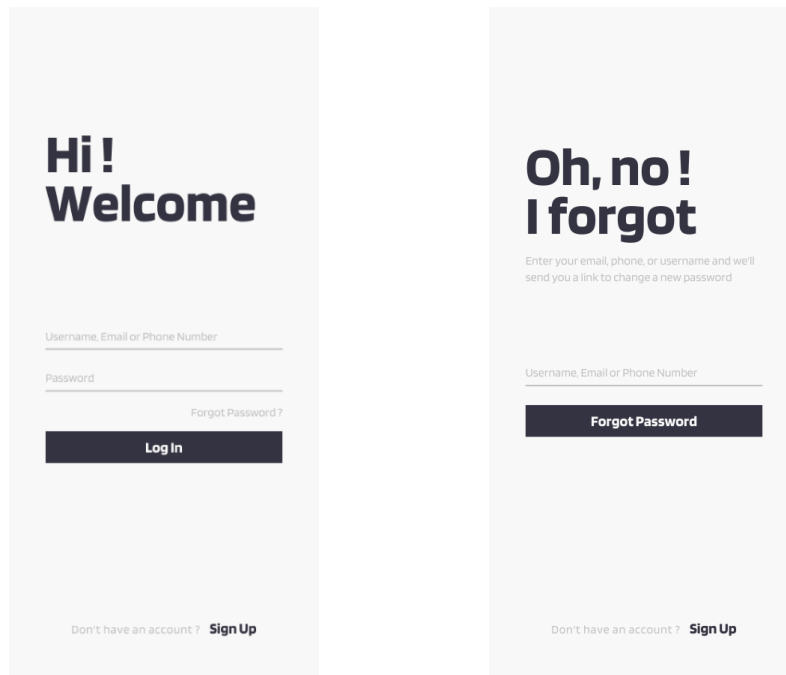 Hi !
Welcome
Username, Email or Phone Number
Password
Forgot Password ?
Log In
Don't have an account ? Sign Up
Oh, no !
I forgot
Enter your email, phone, or username and we'll
send you a link to change a new password
Username, Email or Phone Number
Forgot Password
Don't have an account ? Sign Up